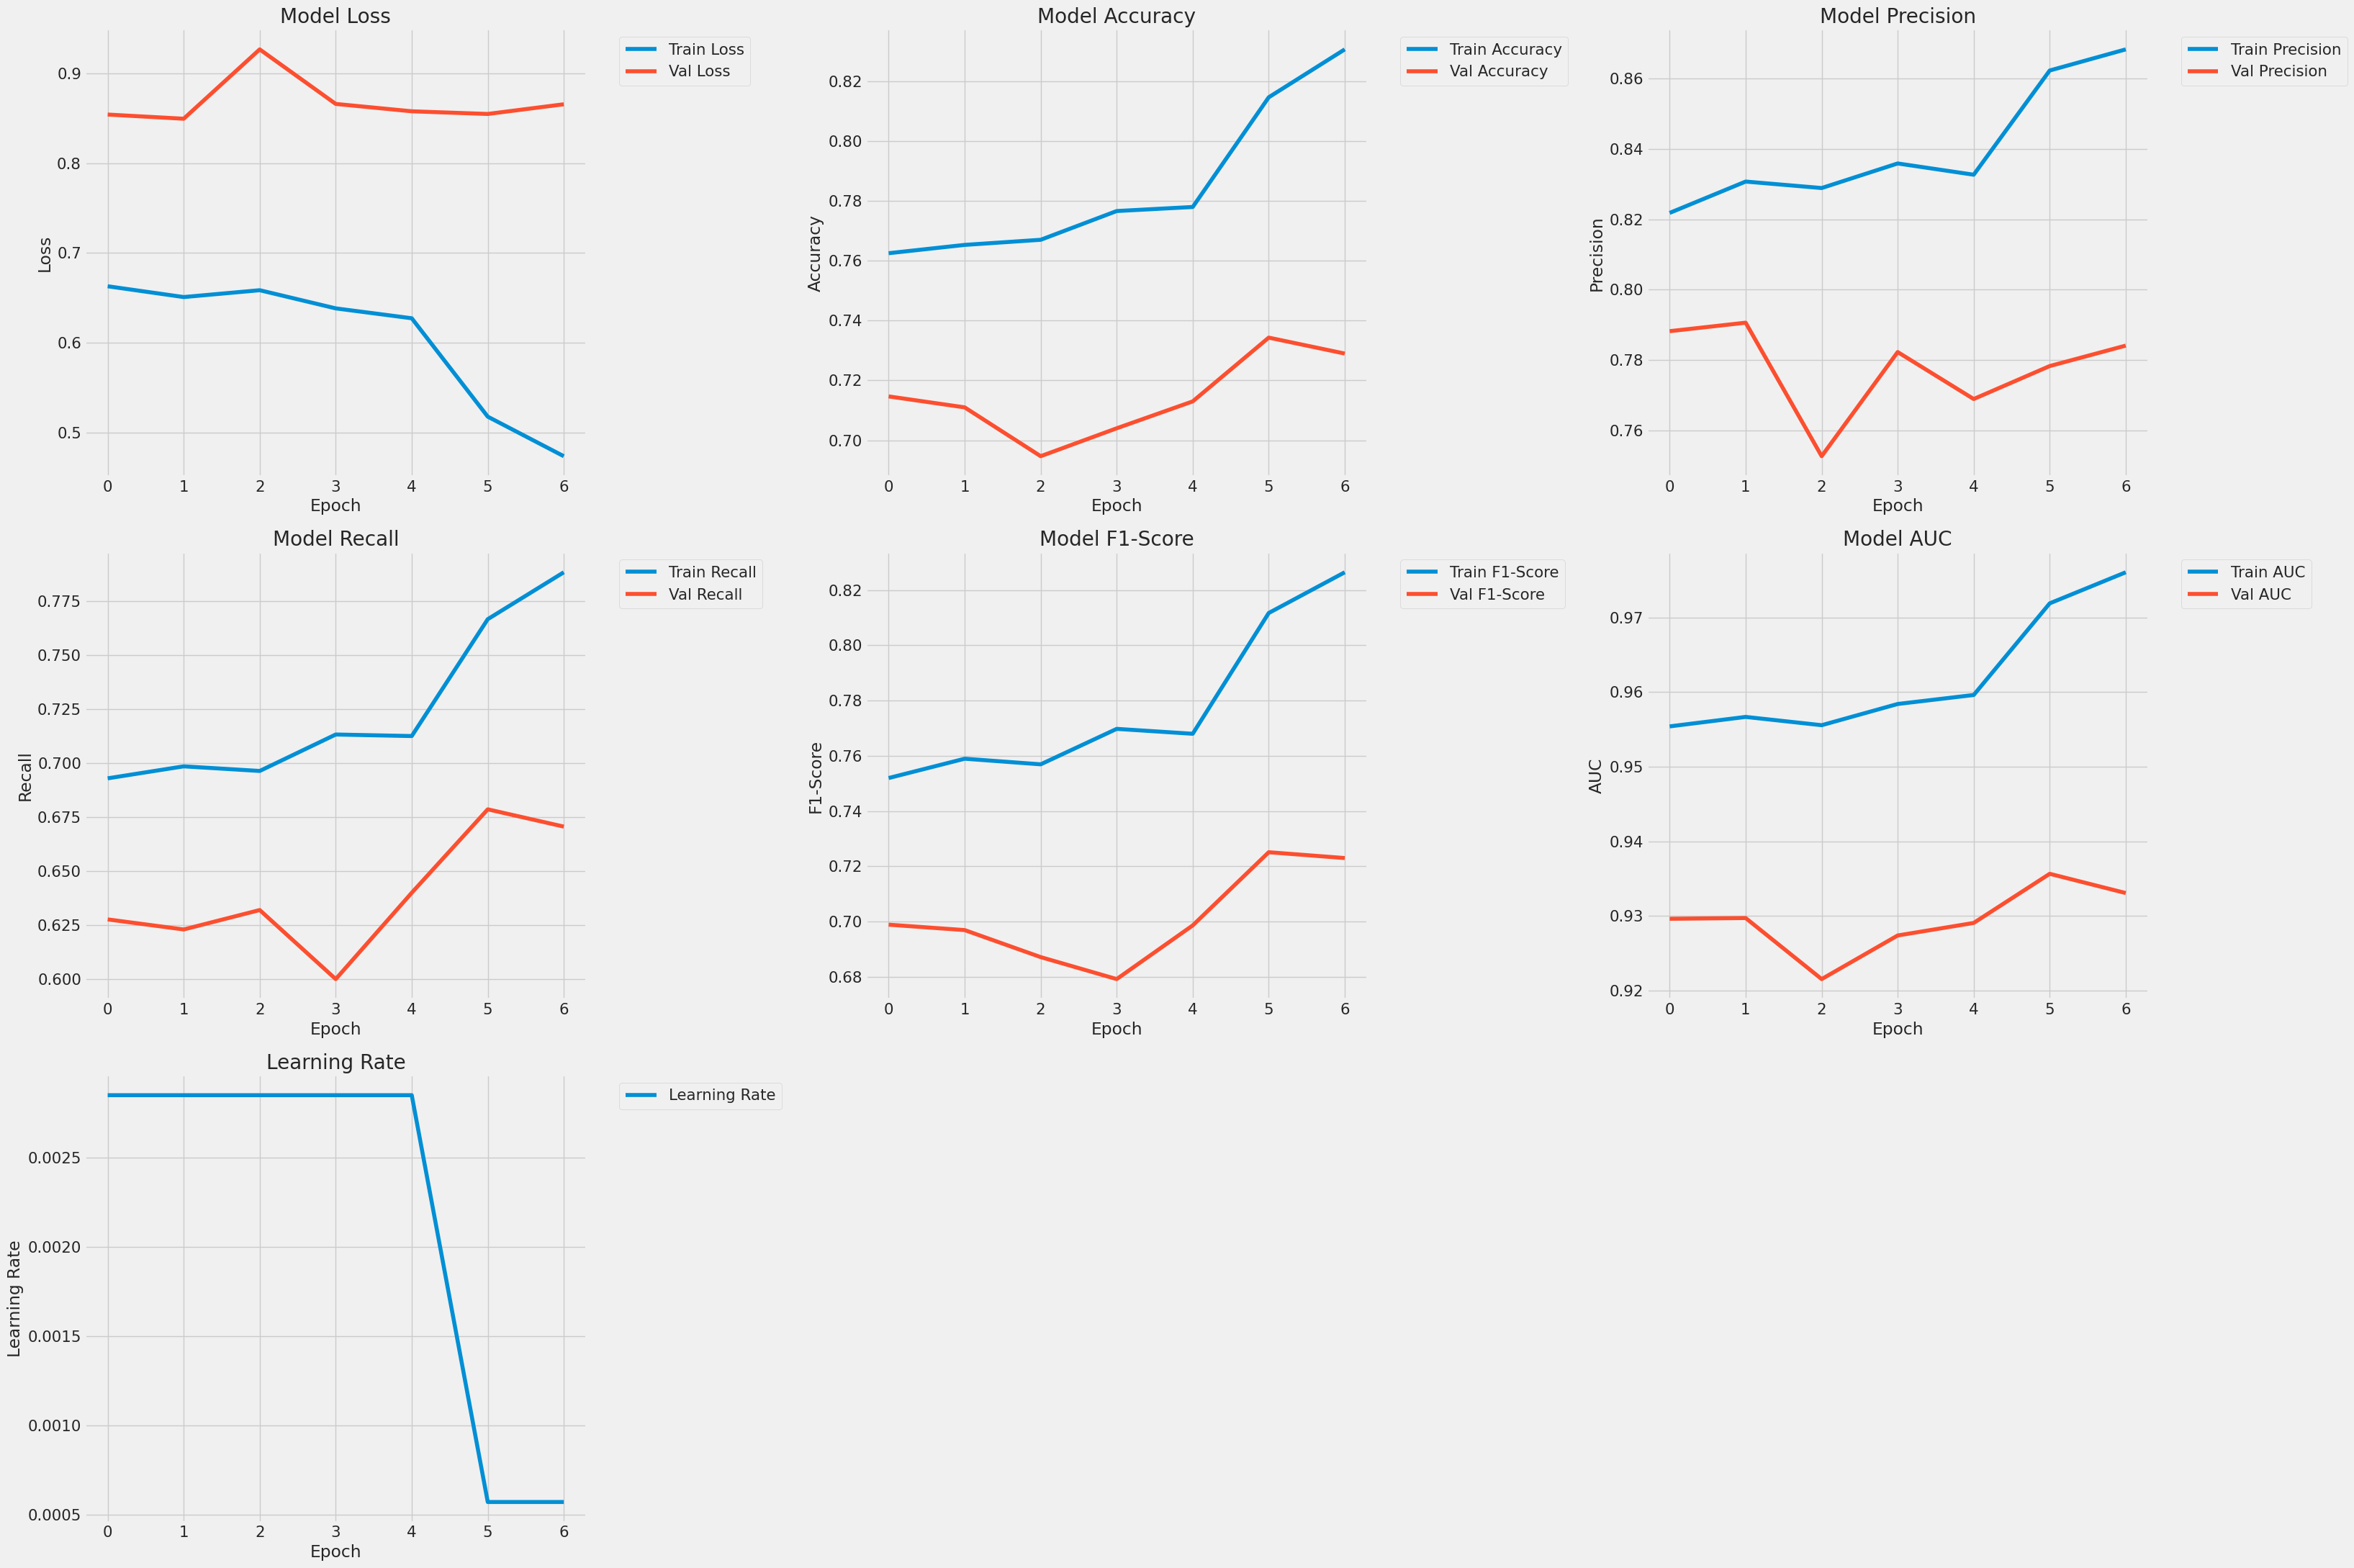 Model Loss
Train Loss
Val Loss
0.9
0.8
0.7
0.6
0.5
Loss
0 1 2 3 4 5 6
Epoch
Model Accuracy
Train Accuracy
Val Accuracy
0.82
0.80
0.78
0.76
0.74
0.72
0.70
Accuracy
0 1 2 3 4 5 6
Epoch
Model Precision
Train Precision
Val Precision
0.86
0.84
0.82
0.80
0.78
0.76
Precision
0 1 2 3 4 5 6
Epoch
Model Recall
Train Recall
Val Recall
0.775
0.750
0.725
0.700
0.675
0.650
0.625
0.600
Recall
0 1 2 3 4 5 6
Epoch
Model F1-Score
Train F1-Score
Val F1-Score
0.82
0.80
0.78
0.76
0.74
0.72
0.70
0.68
F1-Score
0 1 2 3 4 5 6
Epoch
Model AUC
Train AUC
Val AUC
0.97
0.96
0.95
0.94
0.93
0.92
AUC
0 1 2 3 4 5 6
Epoch
Learning Rate
Learning Rate
0.0025
0.0020
0.0015
0.0010
0.0005
Learning Rate
0 1 2 3 4 5 6
Epoch